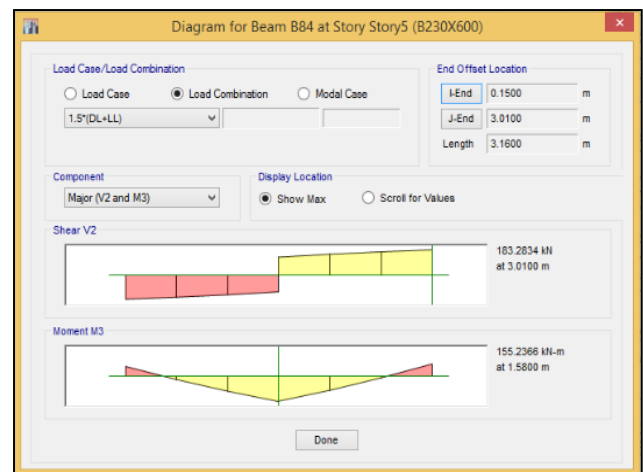 Diagram for Beam B84 at Story Story5 (B230X600)
×
Load Case/Load Combination
Load Case
Load Combination
Modal Case
1.5*(DL+LL)
End Offset Location
I-End 0.1500 m
J-End 3.0100 m
Length 3.1600 m
Component
Major (V2 and M3)
Display Location
Show Max
Scroll for Values
Shear V2
183.2834 kN
at 3.0100 m
Moment M3
155.2366 kN-m
at 1.5800 m
Done